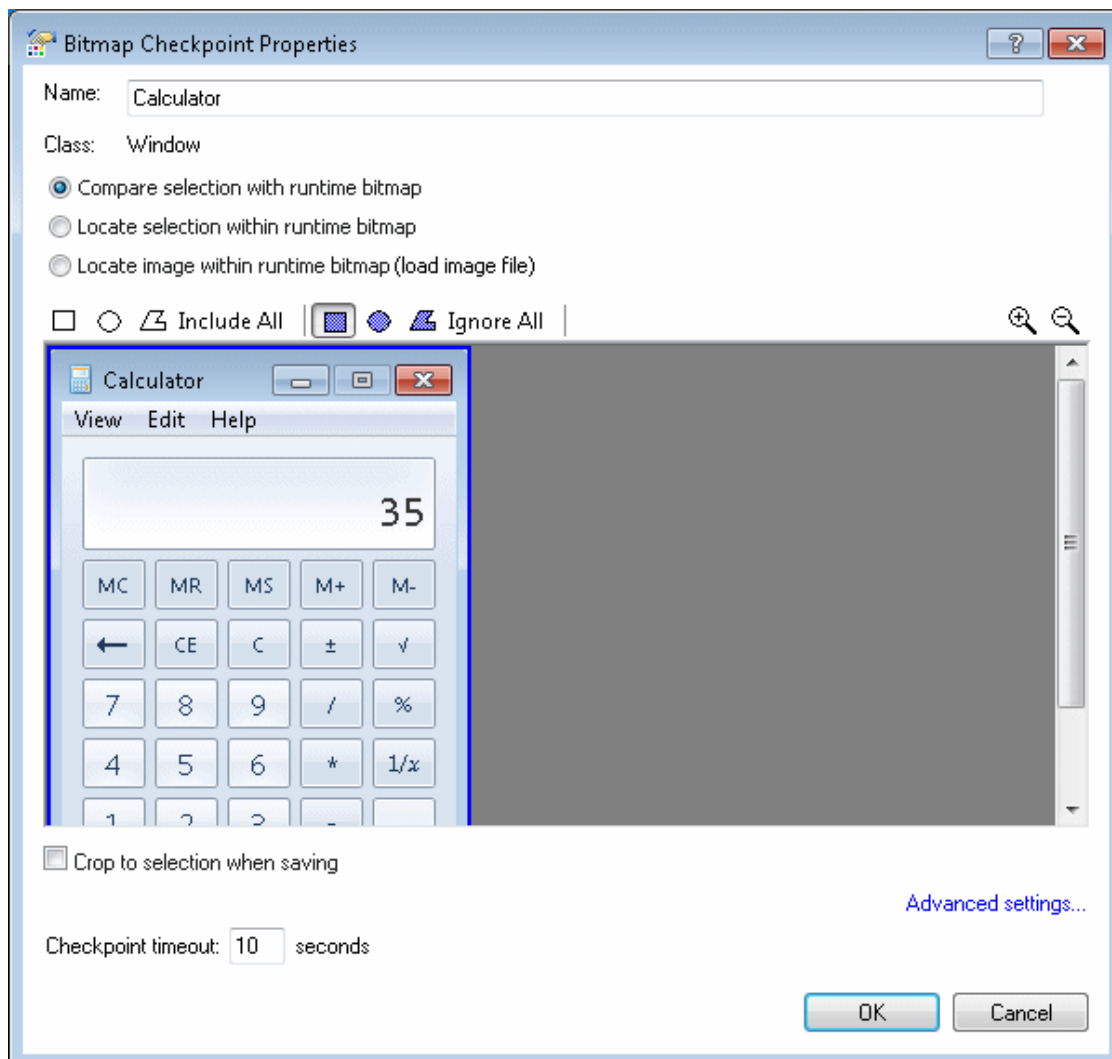 Bitmap Checkpoint Properties
Name: Calculator
Class: Window
Compare selection with runtime bitmap
Locate selection within runtime bitmap
Locate image within runtime bitmap (load image file)
Include All Ignore All
Calculator
View Edit Help
35
MC MR MS M+ M-
← CE C ± √
7 8 9 / %
4 5 6 * 1/x
1 2 3 -
Crop to selection when saving
Advanced settings...
Checkpoint timeout: 10 seconds
OK Cancel